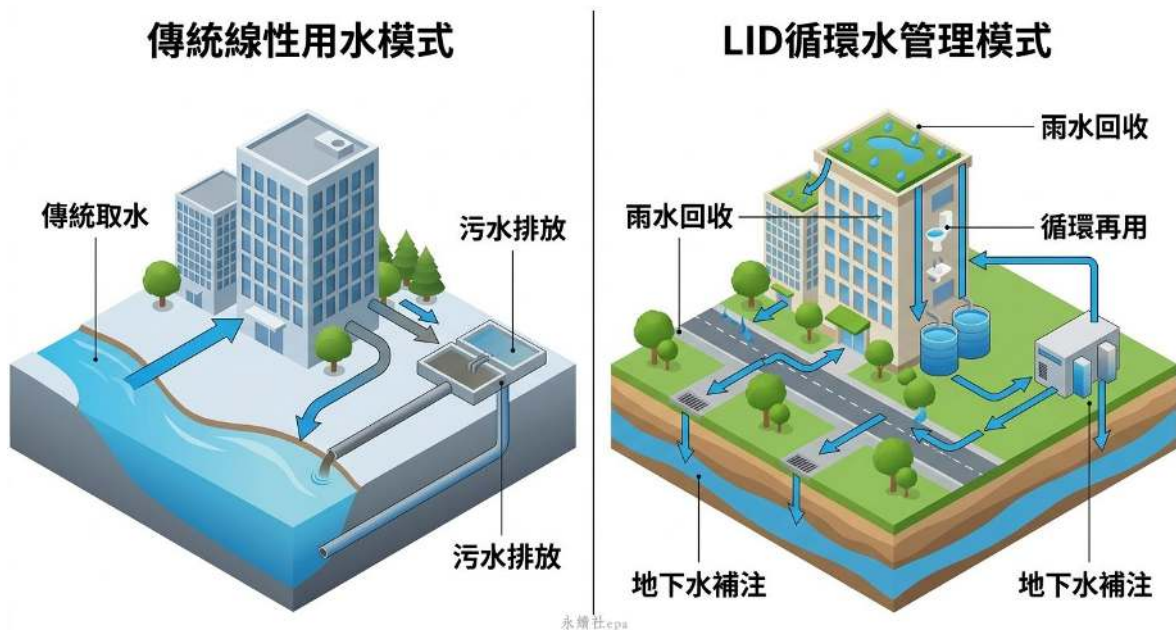 傳統線性用水模式
LID循環水管理模式
傳統取水
污水排放
污水排放
雨水回收
雨水回收
循環再用
地下水補注
地下水補注
永續社epa